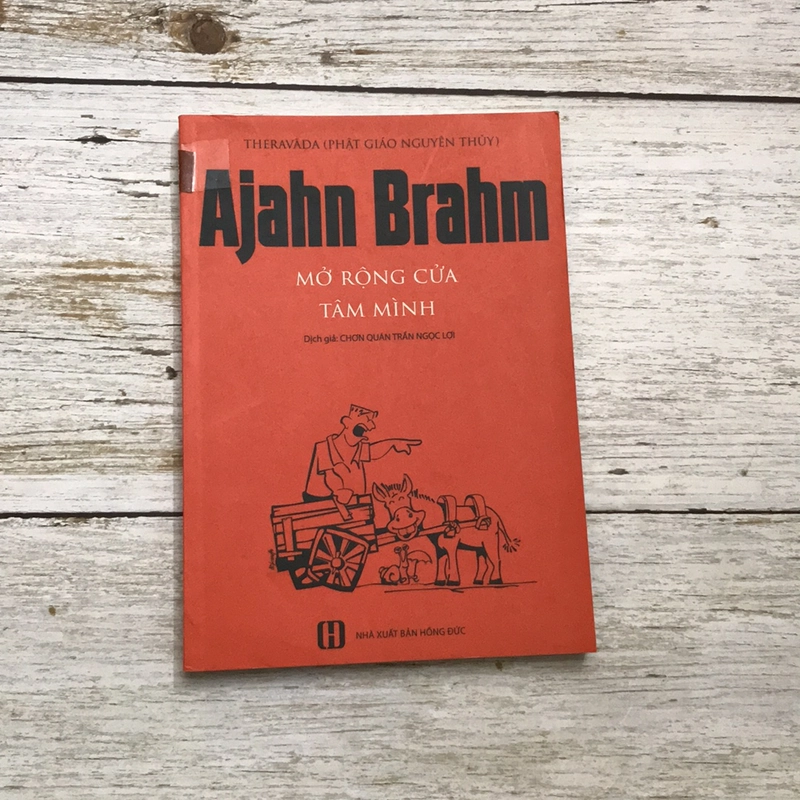 THERAVĀDA (PHẬT GIÁO NGUYÊN THỦY)
Ajahn Brahm
MỞ RỘNG CỬA
TÂM MÌNH
Dịch giả: CHƠN QUÁN TRẦN NGỌC LỢI
NHÀ XUẤT BẢN HỒNG ĐỨC